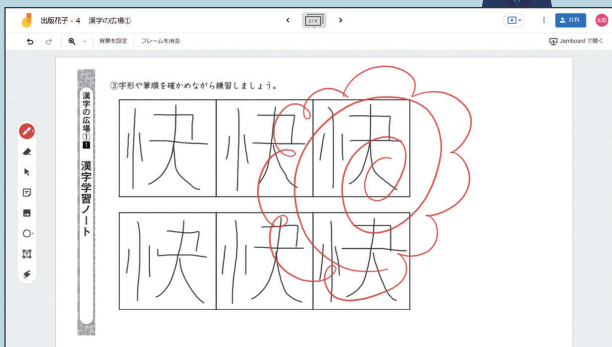 出版花子 - 4　漢字の広場①
共有
太郎
背景を設定
フレームを消去
Jamboard で開く
漢字の広場① 1 漢字学習ノート
③字形や筆順を確かめながら練習しましょう。
快 快 快
快 快 快